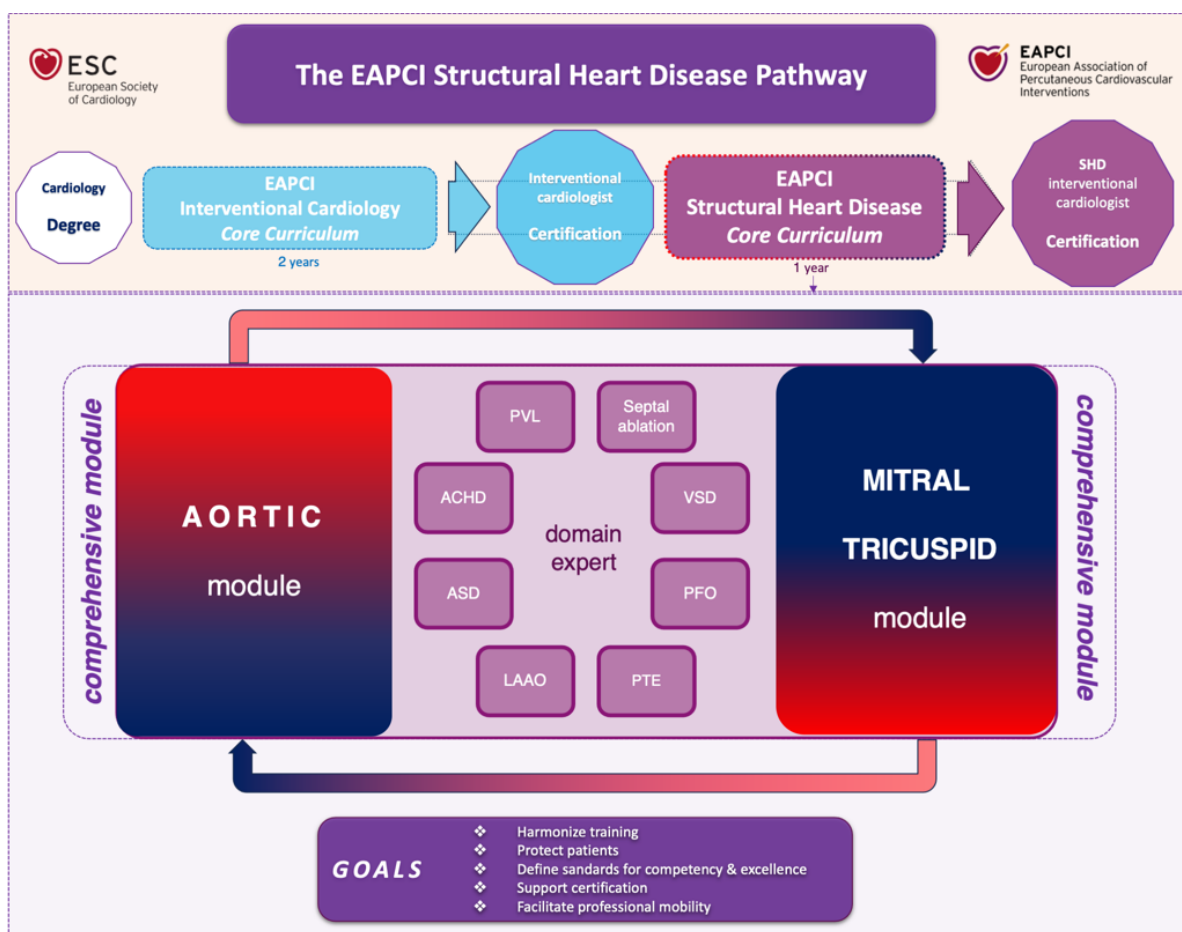 ESC
European Society
of Cardiology
The EAPCI Structural Heart Disease Pathway
EAPCI
European Association of
Percutaneous Cardiovascular
Interventions
Cardiology
Degree
EAPCI
Interventional Cardiology
Core Curriculum
2 years
Interventional
cardiologist
Certification
EAPCI
Structural Heart Disease
Core Curriculum
1 year
SHD
interventional
cardiologist
Certification
comprehensive module
AORTIC
module
PVL
Septal
ablation
ACHD
VSD
domain
expert
ASD
PFO
LAAO
PTE
MITRAL
TRICUSPID
module
comprehensive module
GOALS
❖ Harmonize training
❖ Protect patients
❖ Define sandards for competency & excellence
❖ Support certification
❖ Facilitate professional mobility